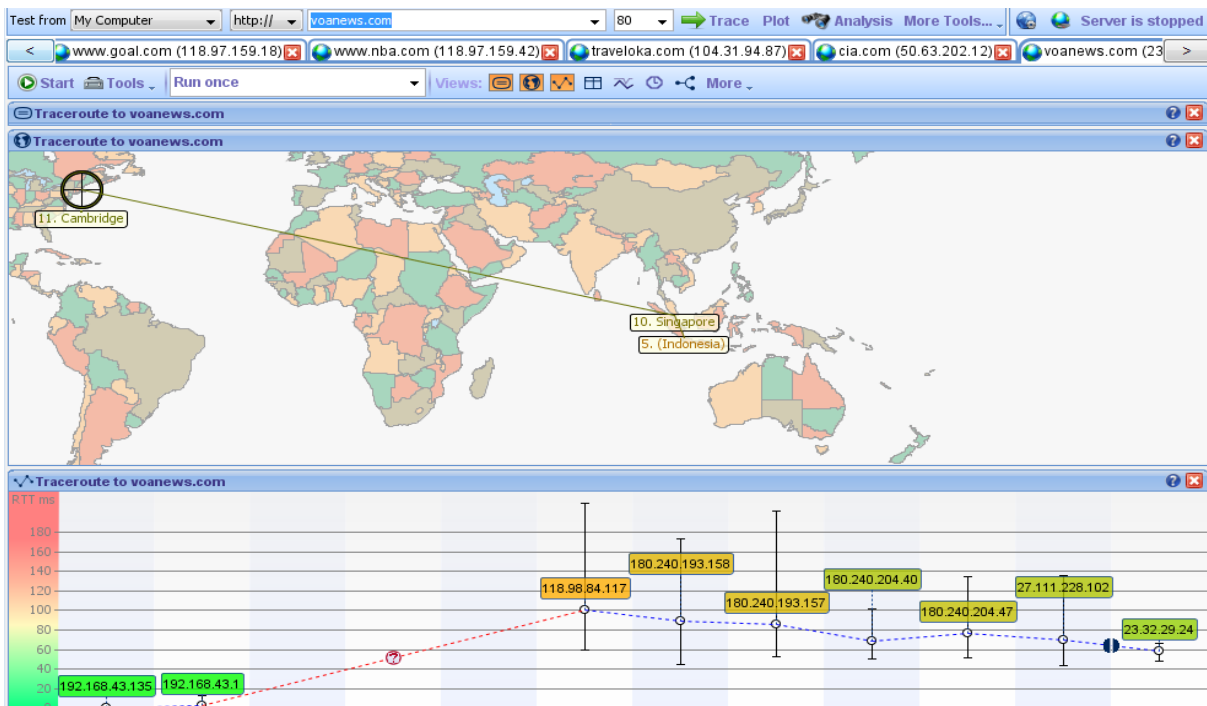 Test from My Computer http:// voanews.com 80 Trace Plot Analysis More Tools... Server is stopped
< www.goal.com (118.97.159.18) www.nba.com (118.97.159.42) traveloka.com (104.31.94.87) cia.com (50.63.202.12) voanews.com (23 >
Start Tools Run once Views: More
Traceroute to voanews.com
Traceroute to voanews.com
11. Cambridge
10. Singapore
5. (Indonesia)
Traceroute to voanews.com
RTT ms
180
160
140
120
100
80
60
40
20
0
192.168.43.135
192.168.43.1
?
118.98.84.117
180.240.193.158
180.240.193.157
180.240.204.40
180.240.204.47
27.111.228.102
23.32.29.24